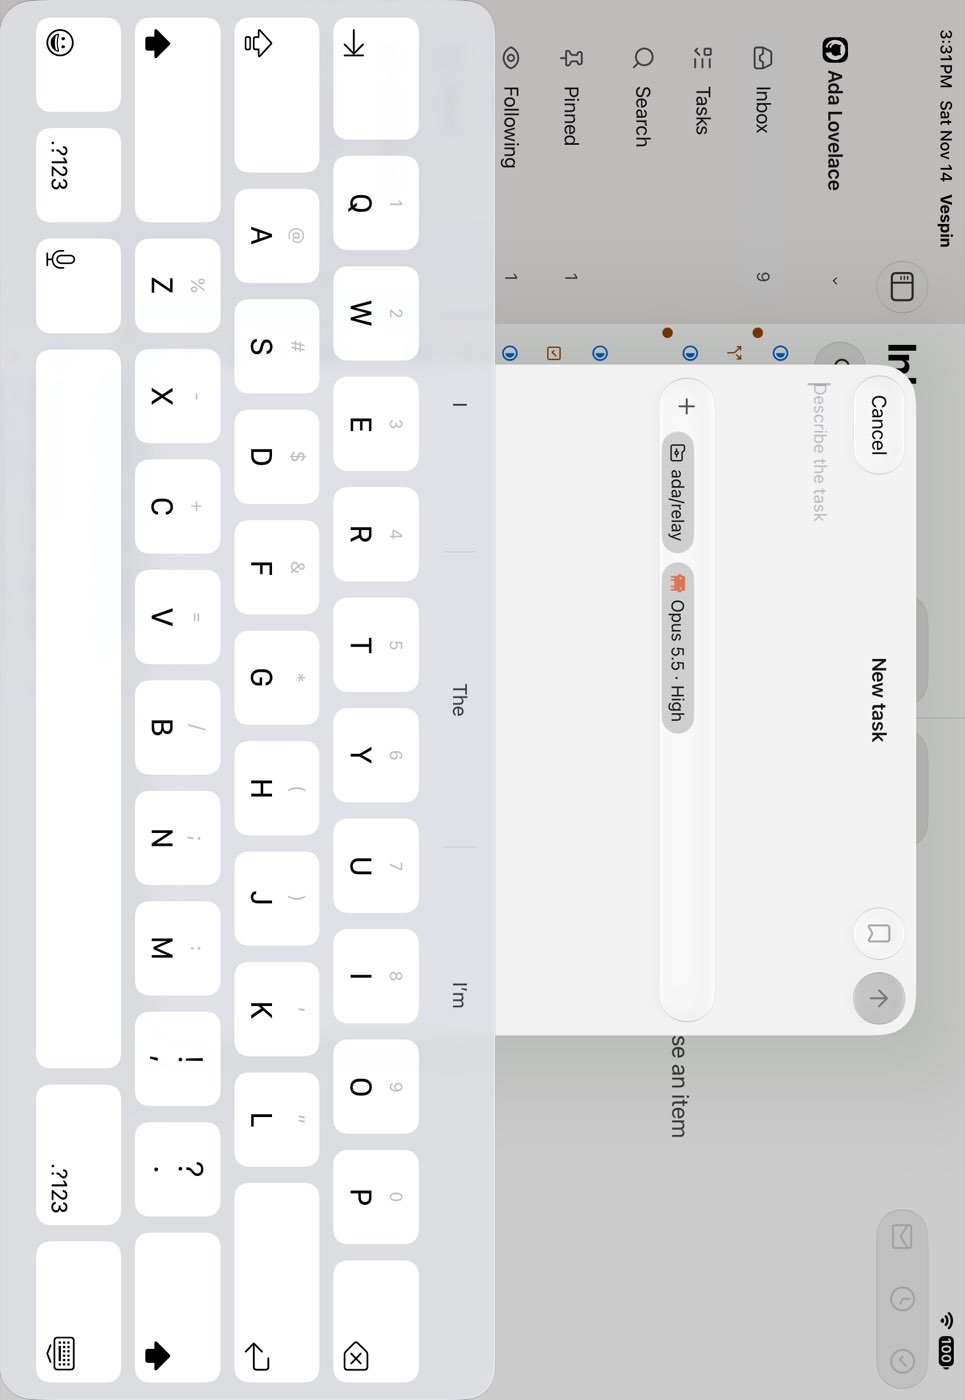 3:31 PM Sat Nov 14 Vespin
100
Ada Lovelace
Inbox 9
Tasks
Search
Pinned 1
Following 1
Cancel
New task
Describe the task
ada/relay
Opus 5.5 · High
se an item
I The I’m
1 2 3 4 5 6 7 8 9 0
Q W E R T Y U I O P
@ # $ & * ( ) ' "
A S D F G H J K L
% - + = / ; : ! ?
Z X C V B N M , .
.?123 .?123